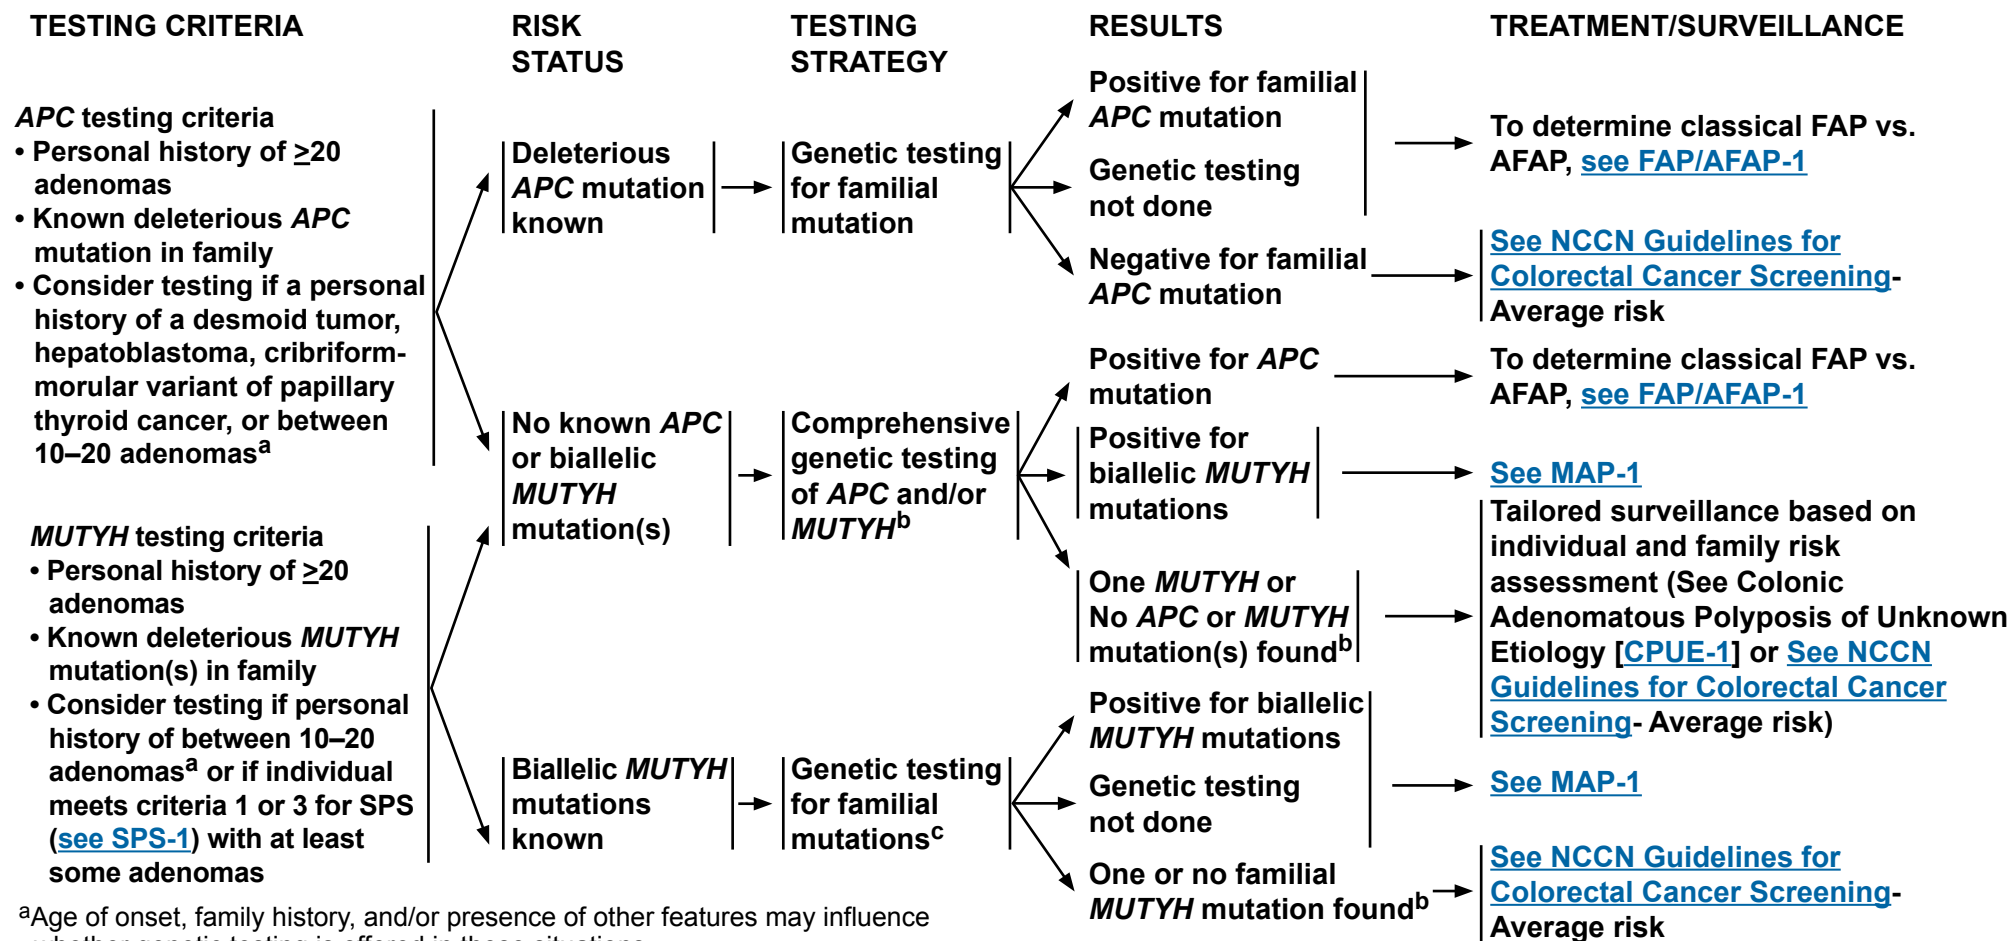 TESTING CRITERIA
RISK
STATUS
TESTING
STRATEGY
RESULTS
TREATMENT/SURVEILLANCE
APC testing criteria
• Personal history of ≥20
adenomas
• Known deleterious APC
mutation in family
• Consider testing if a personal
history of a desmoid tumor,
hepatoblastoma, cribriform-
morular variant of papillary
thyroid cancer, or between
10–20 adenomasa
MUTYH testing criteria
• Personal history of ≥20
adenomas
• Known deleterious MUTYH
mutation(s) in family
• Consider testing if personal
history of between 10–20
adenomasa or if individual
meets criteria 1 or 3 for SPS
(see SPS-1) with at least
some adenomas
Deleterious
APC mutation
known
Genetic testing
for familial
mutation
Positive for familial
APC mutation
Genetic testing
not done
To determine classical FAP vs.
AFAP, see FAP/AFAP-1
Negative for familial
APC mutation
See NCCN Guidelines for
Colorectal Cancer Screening-
Average risk
No known APC
or biallelic
MUTYH
mutation(s)
Comprehensive
genetic testing
of APC and/or
MUTYHb
Positive for APC
mutation
To determine classical FAP vs.
AFAP, see FAP/AFAP-1
Positive for
biallelic MUTYH
mutations
See MAP-1
One MUTYH or
No APC or MUTYH
mutation(s) foundb
Tailored surveillance based on
individual and family risk
assessment (See Colonic
Adenomatous Polyposis of Unknown
Etiology [CPUE-1] or See NCCN
Guidelines for Colorectal Cancer
Screening- Average risk)
Biallelic MUTYH
mutations
known
Genetic testing
for familial
mutationsc
Positive for biallelic
MUTYH mutations
Genetic testing
not done
See MAP-1
One or no familial
MUTYH mutation foundb
See NCCN Guidelines for
Colorectal Cancer Screening-
Average risk
aAge of onset, family history, and/or presence of other features may influence
whether genetic testing is offered in these situations